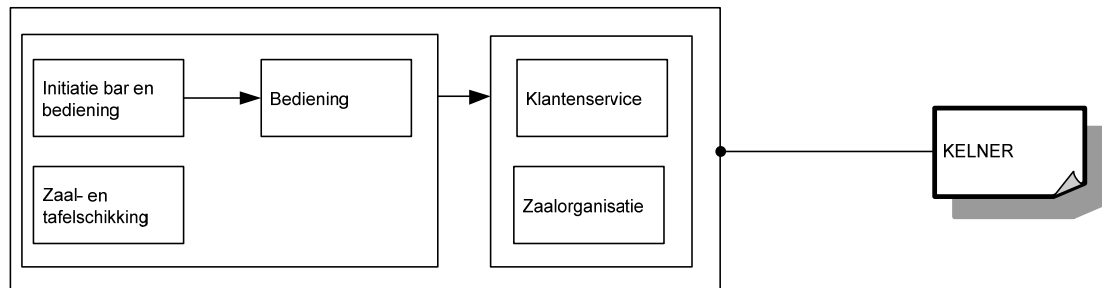 Initiatie bar en
bediening
Bediening
Zaal- en
tafelschikking
Klantenservice
Zaalorganisatie
KELNER